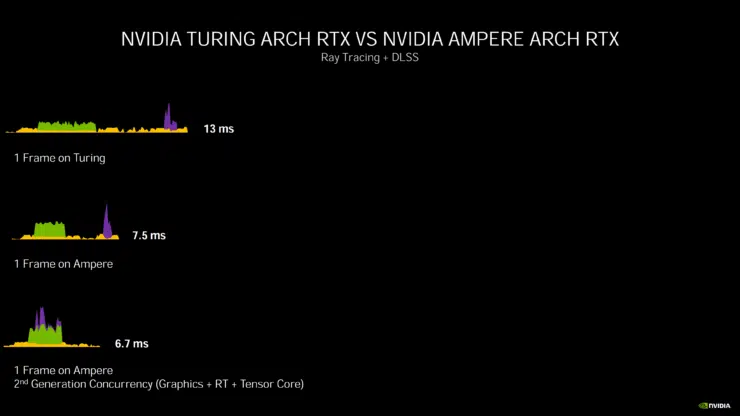 NVIDIA TURING ARCH RTX VS NVIDIA AMPERE ARCH RTX
Ray Tracing + DLSS
13 ms
1 Frame on Turing
7.5 ms
1 Frame on Ampere
6.7 ms
1 Frame on Ampere
2nd Generation Concurrency (Graphics + RT + Tensor Core)
NVIDIA